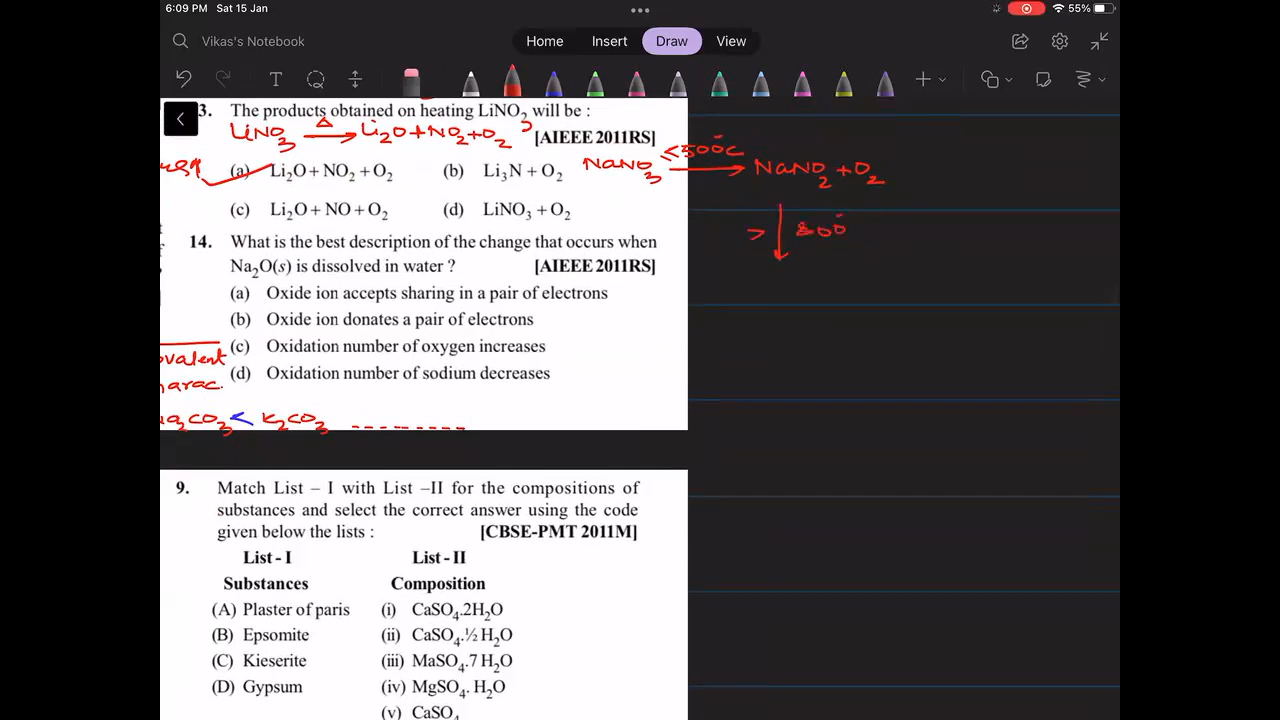 6:09 PM Sat 15 Jan
55%
Vikas's Notebook
Home Insert Draw View
3. The products obtained on heating LiNO2 will be :
LiNO3 Δ→ Li2O+NO2+O2 3
[AIEEE 2011RS]
(a) Li2O + NO2 + O2 (b) Li3N + O2
(c) Li2O + NO + O2 (d) LiNO3 + O2
NaNO3 <500°C→ NaNO2 + O2
> ↓ 800°
14. What is the best description of the change that occurs when
Na2O(s) is dissolved in water ? [AIEEE 2011RS]
(a) Oxide ion accepts sharing in a pair of electrons
(b) Oxide ion donates a pair of electrons
(c) Oxidation number of oxygen increases
(d) Oxidation number of sodium decreases
ovalent
arac.
a2CO3 < K2CO3 ---------
9. Match List – I with List –II for the compositions of
substances and select the correct answer using the code
given below the lists : [CBSE-PMT 2011M]
List - I List - II
Substances Composition
(A) Plaster of paris (i) CaSO4.2H2O
(B) Epsomite (ii) CaSO4.½ H2O
(C) Kieserite (iii) MaSO4.7 H2O
(D) Gypsum (iv) MgSO4. H2O
(v) CaSO4